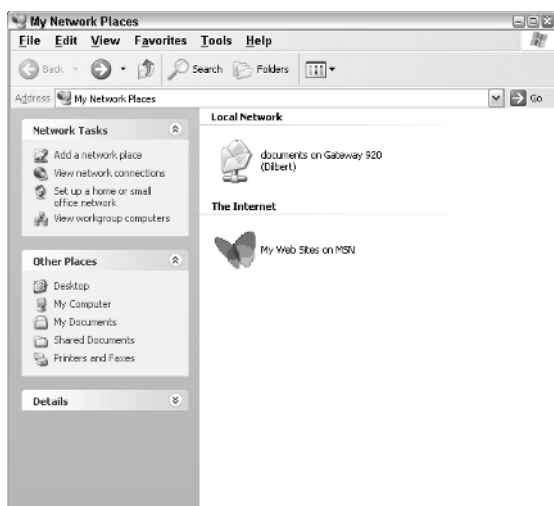 My Network Places
File Edit View Favorites Tools Help
Back Search Folders
Address My Network Places Go
Network Tasks
Add a network place
View network connections
Set up a home or small
office network
View workgroup computers
Other Places
Desktop
My Computer
My Documents
Shared Documents
Printers and Faxes
Details
Local Network
documents on Gateway 920
(Dilbert)
The Internet
My Web Sites on MSN